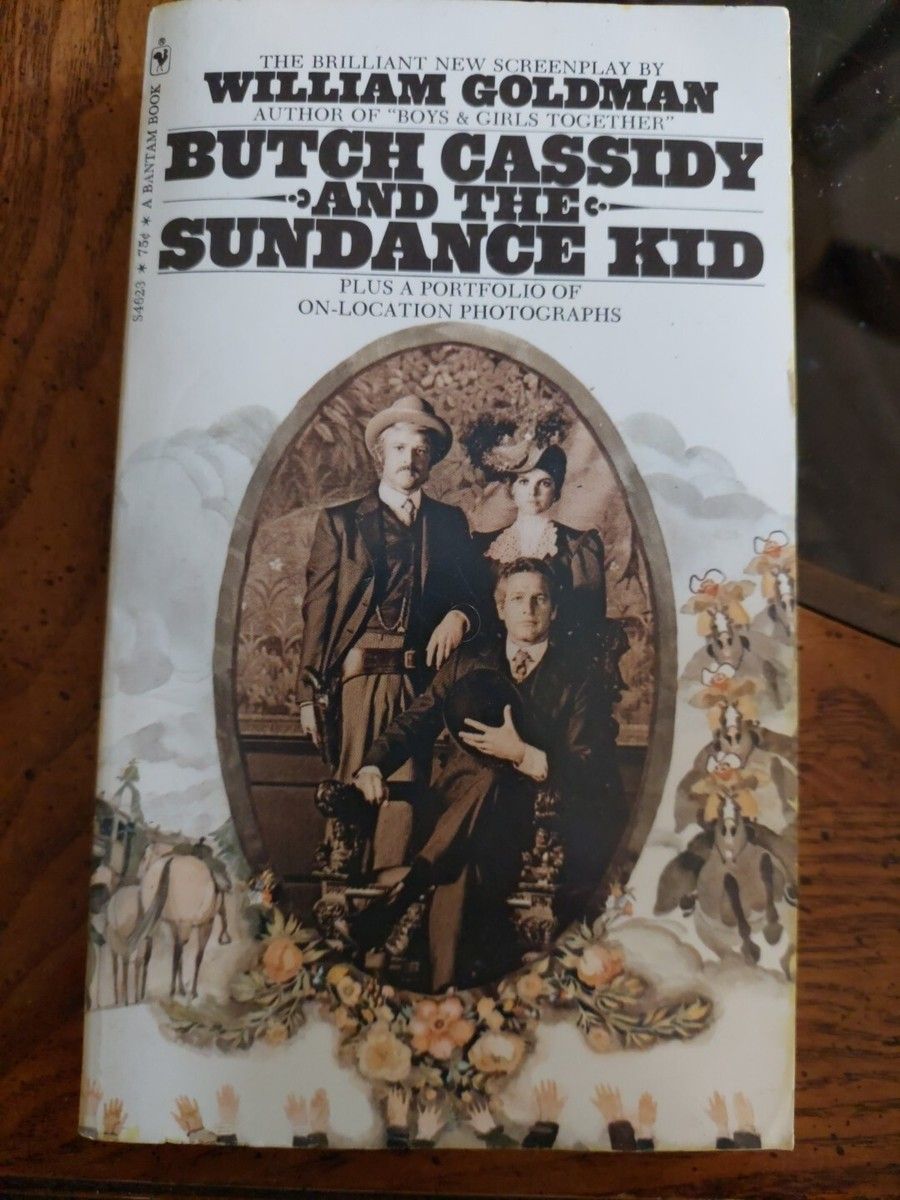 THE BRILLIANT NEW SCREENPLAY BY
WILLIAM GOLDMAN
AUTHOR OF "BOYS & GIRLS TOGETHER"
BUTCH CASSIDY
AND THE
SUNDANCE KID
PLUS A PORTFOLIO OF
ON-LOCATION PHOTOGRAPHS
S4623 * 75¢ * A BANTAM BOOK
®